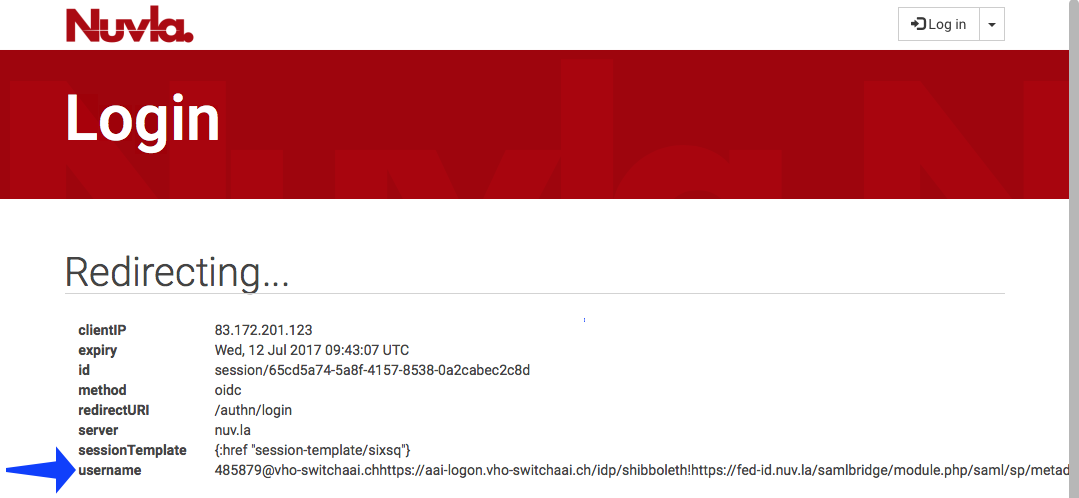 Nuvla.
Log in
Login
Redirecting...
clientIP 83.172.201.123
expiry Wed, 12 Jul 2017 09:43:07 UTC
id session/65cd5a74-5a8f-4157-8538-0a2cabec2c8d
method oidc
redirectURI /authn/login
server nuv.la
sessionTemplate {:href "session-template/sixsq"}
username 485879@vho-switchaai.chhttps://aai-logon.vho-switchaai.ch/idp/shibboleth!https://fed-id.nuv.la/samlbridge/module.php/saml/sp/metad